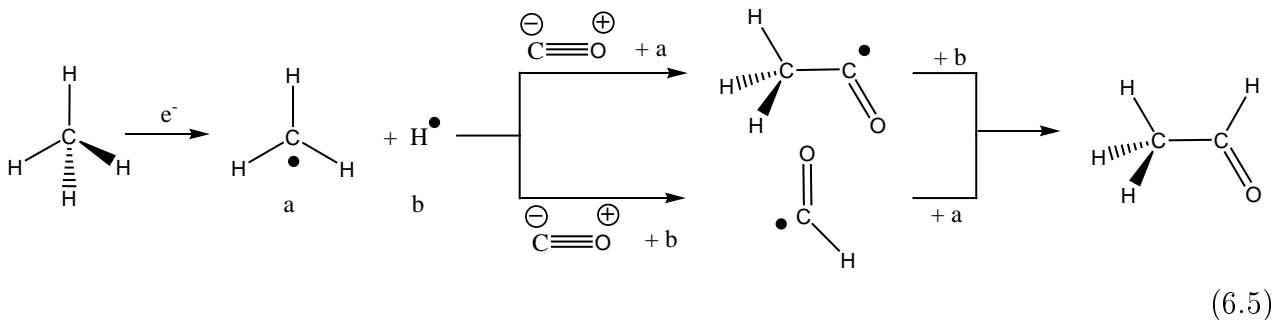 H H H H C e⁻
H H H C • a
+ H• b
⊖ ⊕ C≡O + a
⊖ ⊕ C≡O + b
H H H C C • O
O • C H
+ b
+ a
H H H C C H O
(6.5)